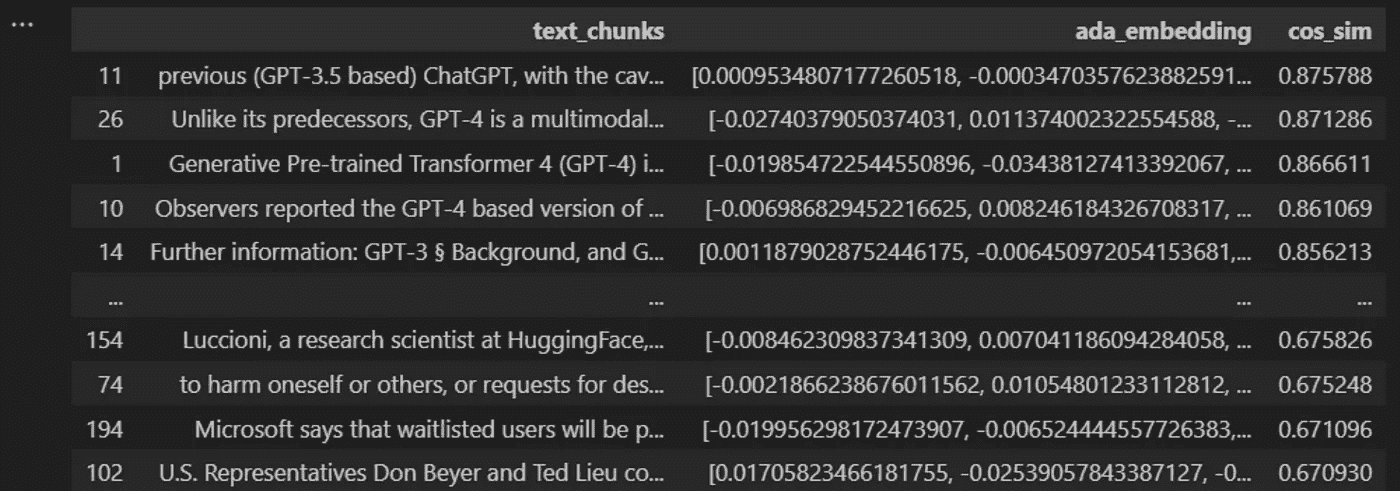 ...
text_chunks ada_embedding cos_sim
11 previous (GPT-3.5 based) ChatGPT, with the cav... [0.0009534807177260518, -0.0003470357623882591... 0.875788
26 Unlike its predecessors, GPT-4 is a multimodal... [-0.02740379050374031, 0.011374002322554588, -... 0.871286
1 Generative Pre-trained Transformer 4 (GPT-4) i... [-0.019854722544550896, -0.03438127413392067, ... 0.866611
10 Observers reported the GPT-4 based version of ... [-0.006986829452216625, 0.008246184326708317, ... 0.861069
14 Further information: GPT-3 § Background, and G... [0.0011879028752446175, -0.006450972054153681,... 0.856213
... ... ... ...
154 Luccioni, a research scientist at HuggingFace,... [-0.008462309837341309, 0.007041186094284058, ... 0.675826
74 to harm oneself or others, or requests for des... [-0.0021866238676011562, 0.01054801233112812, ... 0.675248
194 Microsoft says that waitlisted users will be p... [-0.019956298172473907, -0.006524444557726383,... 0.671096
102 U.S. Representatives Don Beyer and Ted Lieu co... [0.01705823466181755, -0.02539057843387127, -0... 0.670930